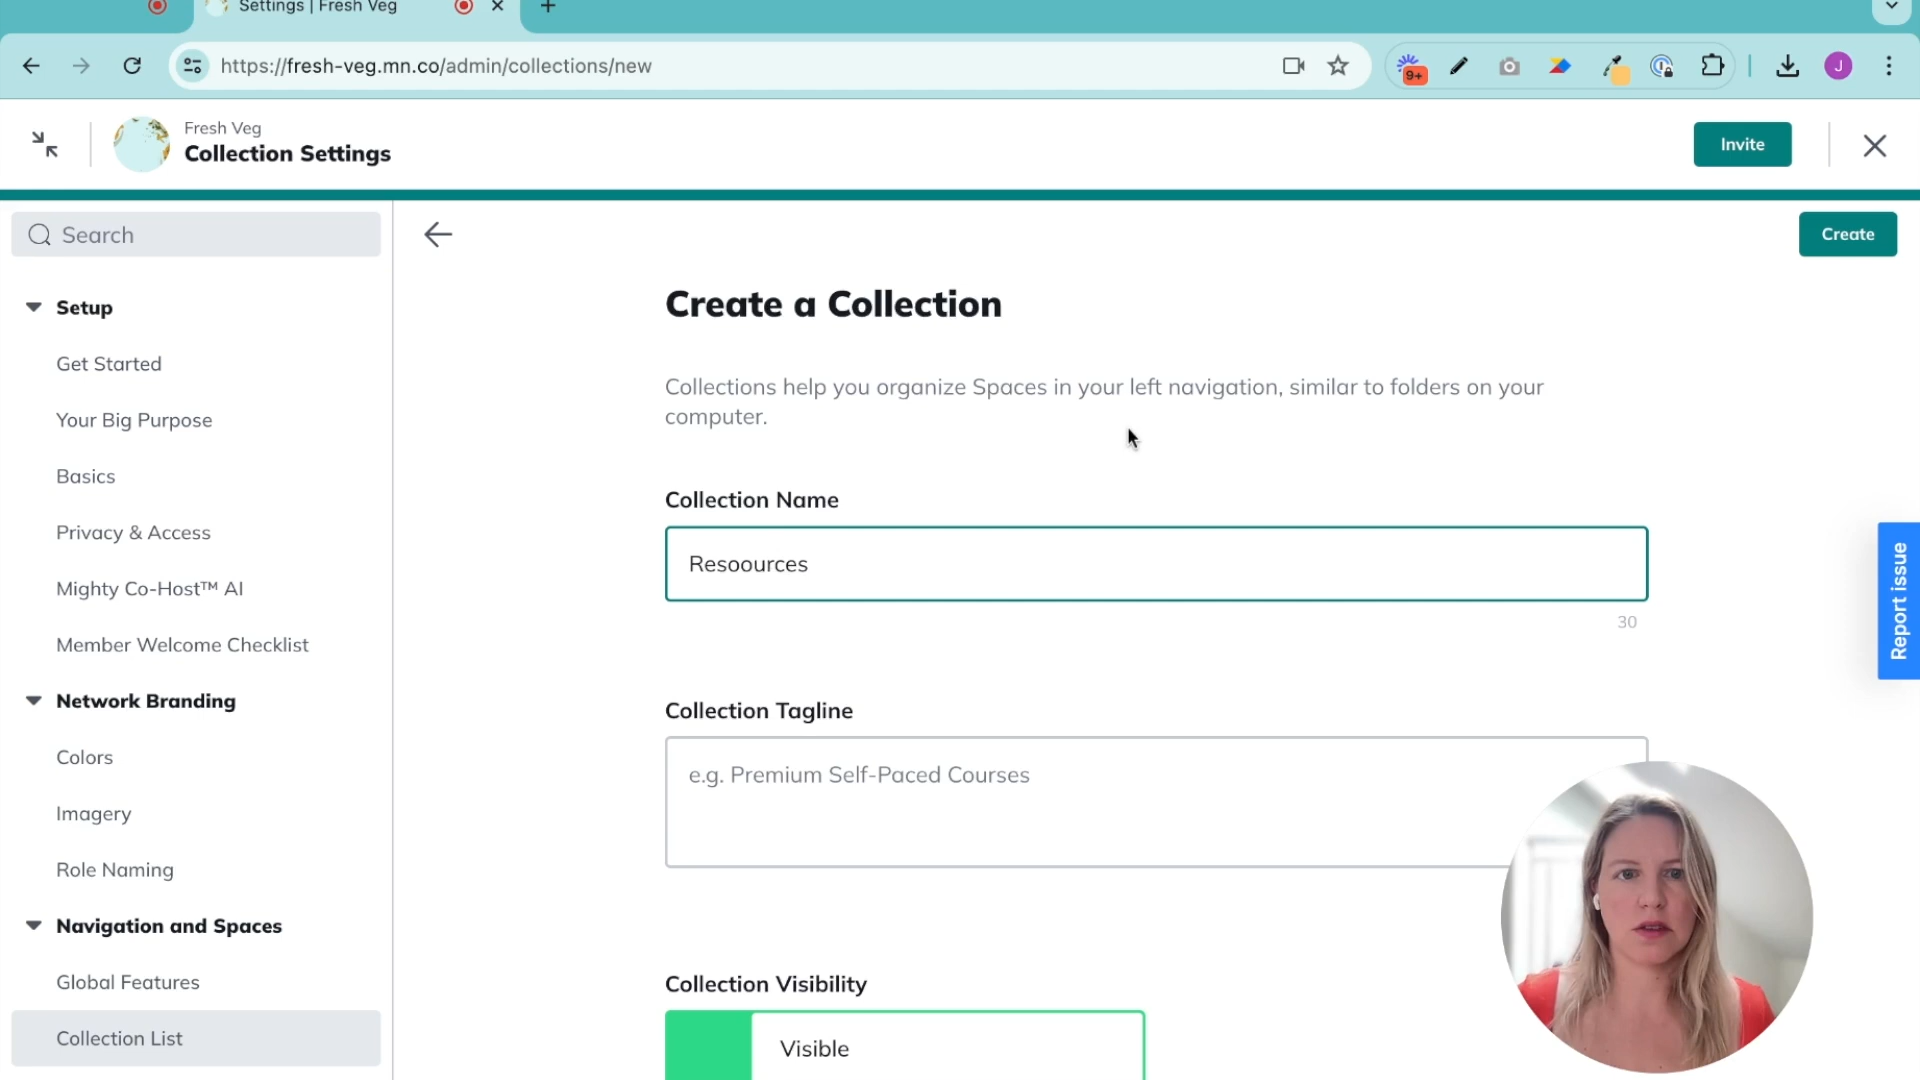 Settings | Fresh Veg
https://fresh-veg.mn.co/admin/collections/new
9+
J
Fresh Veg
Collection Settings
Invite
Search
Create
Setup
Get Started
Your Big Purpose
Basics
Privacy & Access
Mighty Co-Host™ AI
Member Welcome Checklist
Network Branding
Colors
Imagery
Role Naming
Navigation and Spaces
Global Features
Collection List
Create a Collection
Collections help you organize Spaces in your left navigation, similar to folders on your
computer.
Collection Name
Resoources
30
Collection Tagline
e.g. Premium Self-Paced Courses
Collection Visibility
Visible
Report issue